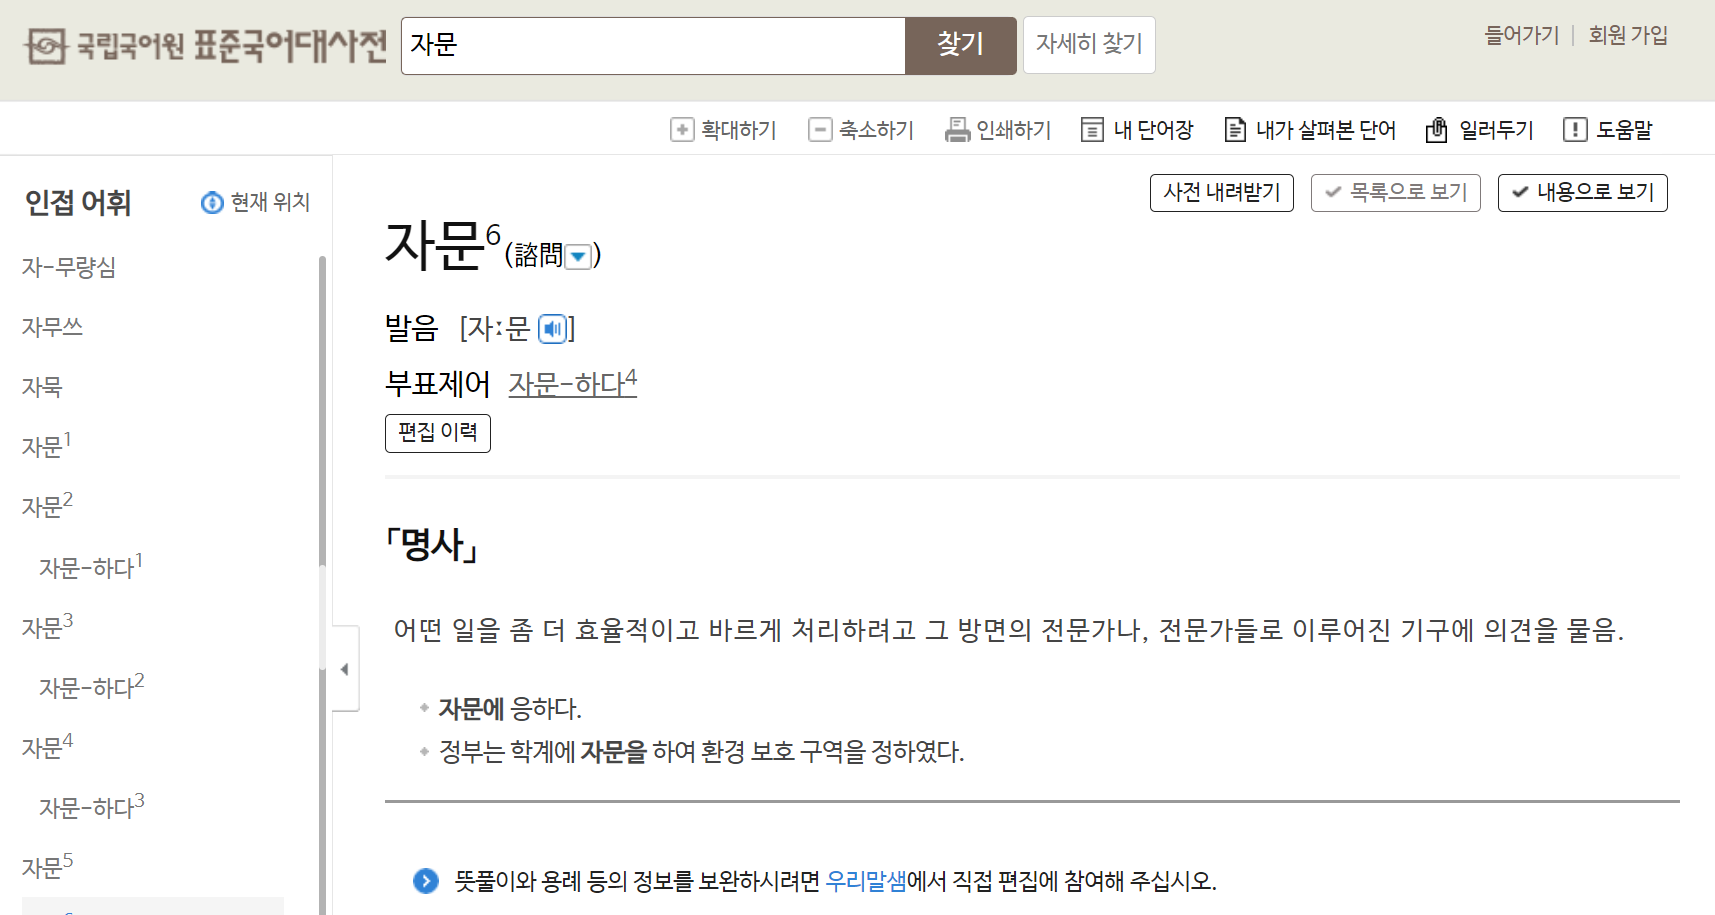 국립국어원 표준국어대사전 자문 찾기 자세히 찾기 들어가기 회원 가입
확대하기 축소하기 인쇄하기 내 단어장 내가 살펴본 단어 일러두기 도움말
인접 어휘 현재 위치
자-무량심
자무쓰
자묵
자문1
자문2
자문-하다1
자문3
자문-하다2
자문4
자문-하다3
자문5
사전 내려받기 목록으로 보기 내용으로 보기
자문6(諮問)
발음 [자ː문]
부표제어 자문-하다4
편집 이력
「명사」
어떤 일을 좀 더 효율적이고 바르게 처리하려고 그 방면의 전문가나, 전문가들로 이루어진 기구에 의견을 물음.
자문에 응하다.
정부는 학계에 자문을 하여 환경 보호 구역을 정하였다.
뜻풀이와 용례 등의 정보를 보완하시려면 우리말샘에서 직접 편집에 참여해 주십시오.